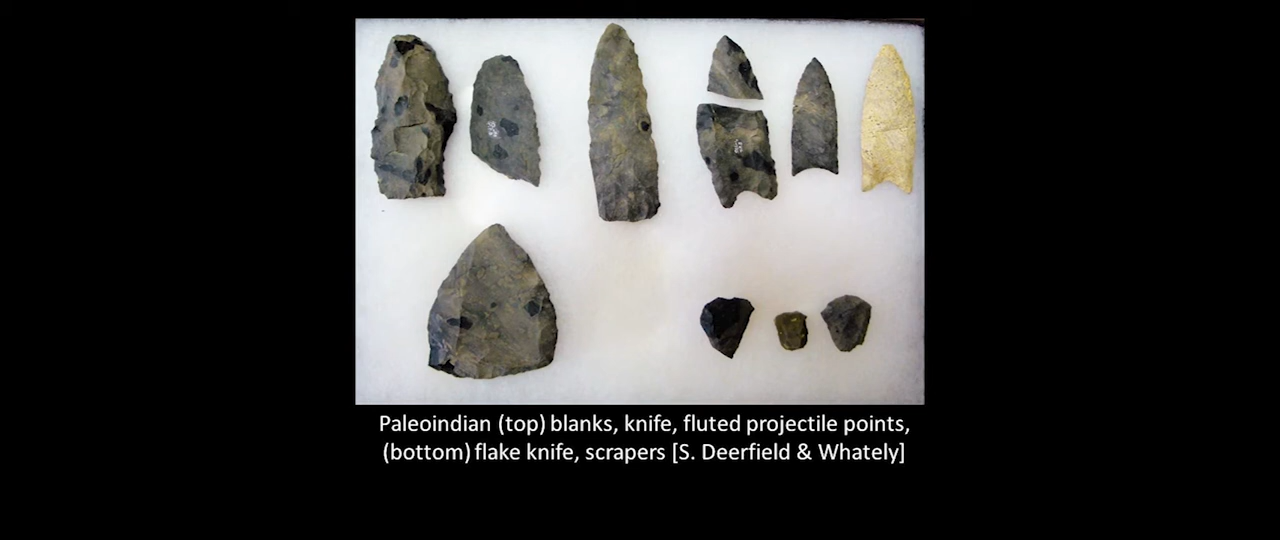 Paleoindian (top) blanks, knife, fluted projectile points,
(bottom) flake knife, scrapers [S. Deerfield & Whately]